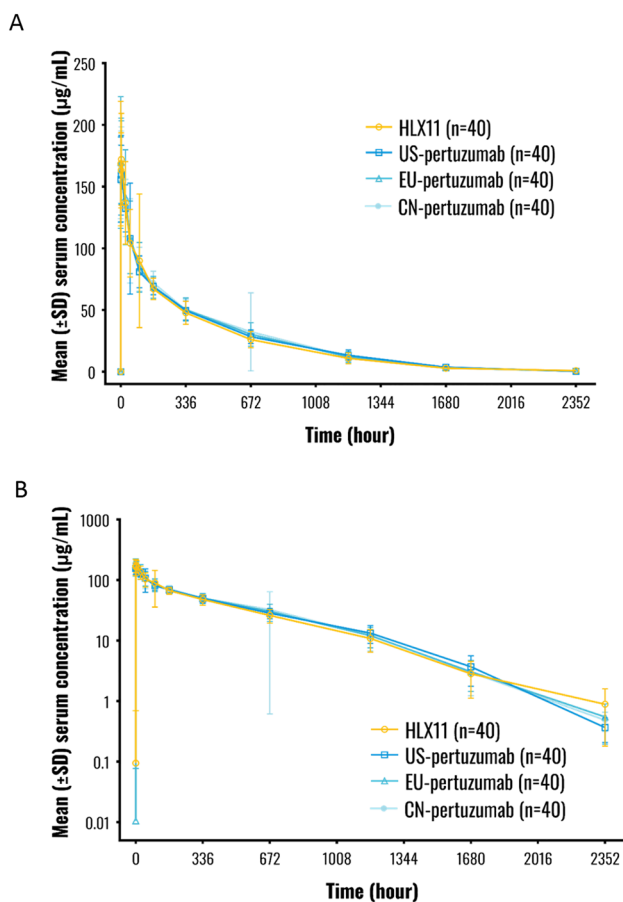 A
Mean (±SD) serum concentration (µg/mL)
250
200
150
100
50
0
HLX11 (n=40)
US-pertuzumab (n=40)
EU-pertuzumab (n=40)
CN-pertuzumab (n=40)
0 336 672 1008 1344 1680 2016 2352
Time (hour)
B
Mean (±SD) serum concentration (µg/mL)
1000
100
10
1
0.1
0.01
HLX11 (n=40)
US-pertuzumab (n=40)
EU-pertuzumab (n=40)
CN-pertuzumab (n=40)
0 336 672 1008 1344 1680 2016 2352
Time (hour)